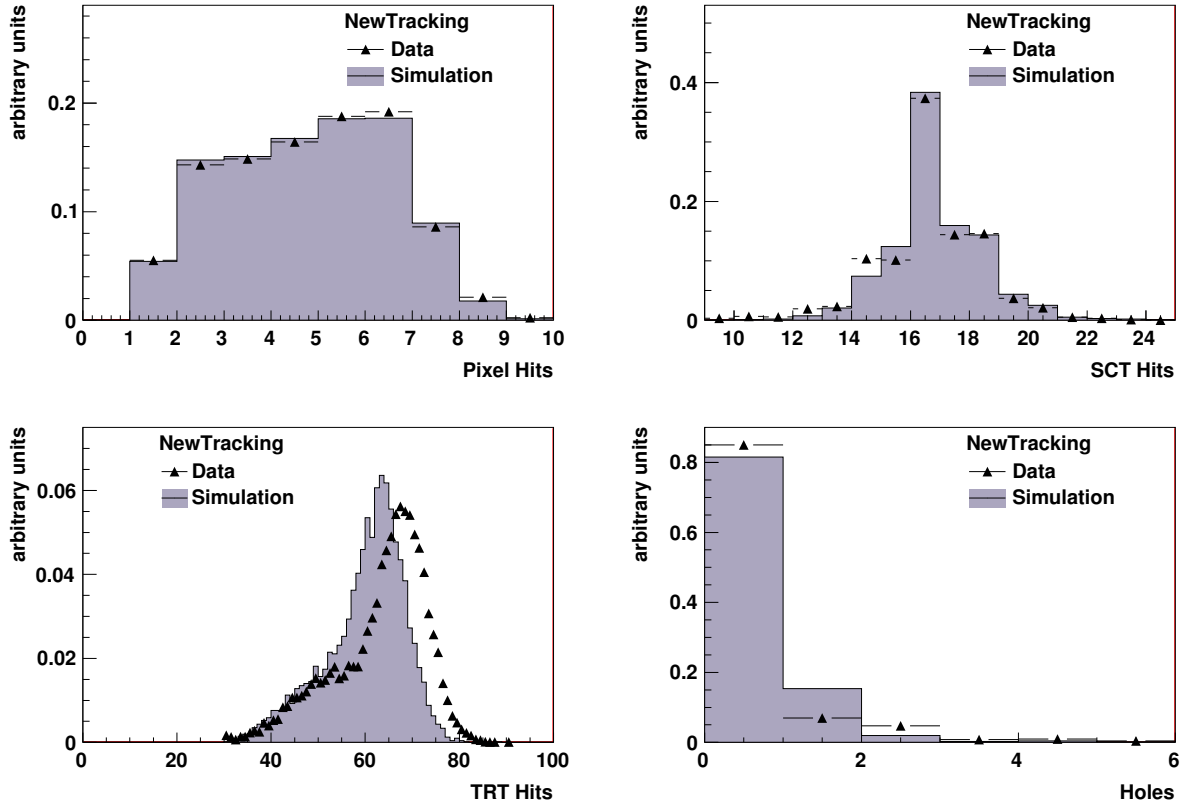 arbitrary units
NewTracking
Data
Simulation
0.2
0.1
0
0 1 2 3 4 5 6 7 8 9 10
Pixel Hits
arbitrary units
NewTracking
Data
Simulation
0.4
0.2
0
10 12 14 16 18 20 22 24
SCT Hits
arbitrary units
NewTracking
Data
Simulation
0.06
0.04
0.02
0
0 20 40 60 80 100
TRT Hits
arbitrary units
NewTracking
Data
Simulation
0.8
0.6
0.4
0.2
0
0 2 4 6
Holes